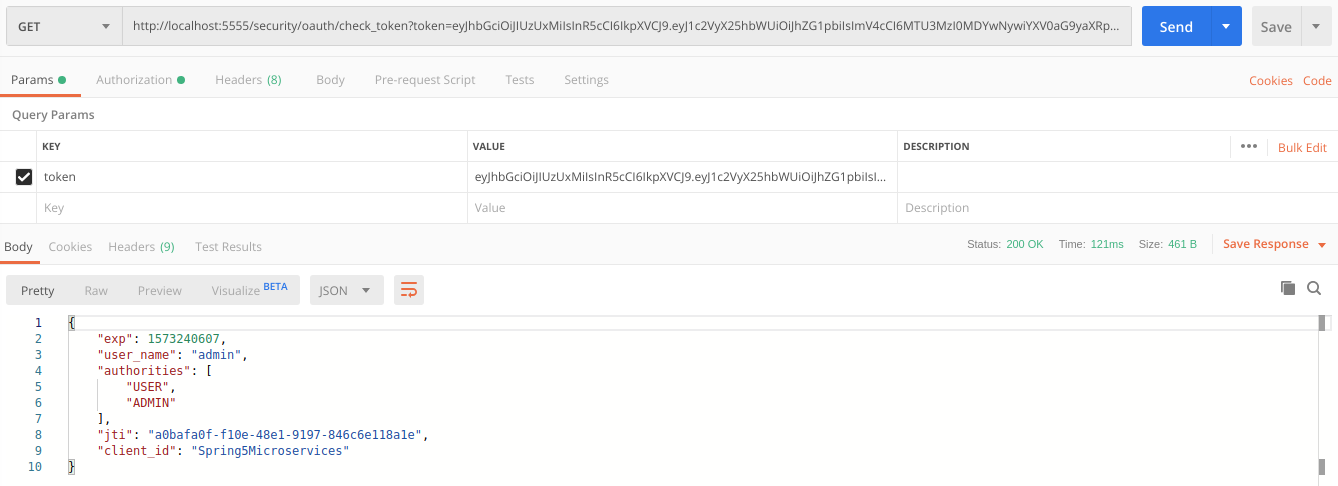 GET http://localhost:5555/security/oauth/check_token?token=eyJhbGciOiJIUzUxMiIsInR5cCI6IkpXVCJ9.eyJ1c2VyX25hbWUiOiJhZG1pbiIsImV4cCI6MTU3MzI0MDYwNywiYXV0aG9yaXRp... Send Save
Params Authorization Headers (8) Body Pre-request Script Tests Settings Cookies Code
Query Params
KEY VALUE DESCRIPTION ••• Bulk Edit
token eyJhbGciOiJIUzUxMiIsInR5cCI6IkpXVCJ9.eyJ1c2VyX25hbWUiOiJhZG1pbiIsI...
Key Value Description
Body Cookies Headers (9) Test Results Status: 200 OK Time: 121ms Size: 461 B Save Response
Pretty Raw Preview Visualize BETA JSON
1 {
2 "exp": 1573240607,
3 "user_name": "admin",
4 "authorities": [
5 "USER",
6 "ADMIN"
7 ],
8 "jti": "a0bafa0f-f10e-48e1-9197-846c6e118a1e",
9 "client_id": "Spring5Microservices"
10 }